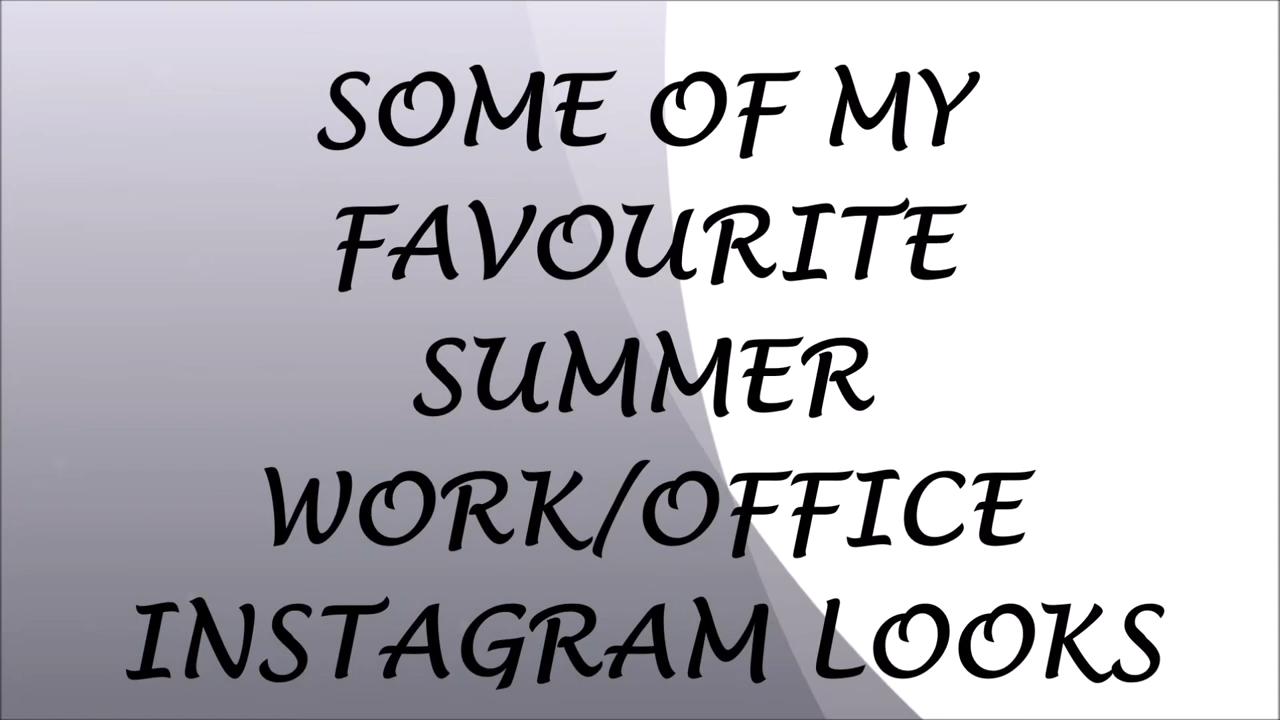 SOME OF MY
FAVOURITE
SUMMER
WORK/OFFICE
INSTAGRAM LOOKS